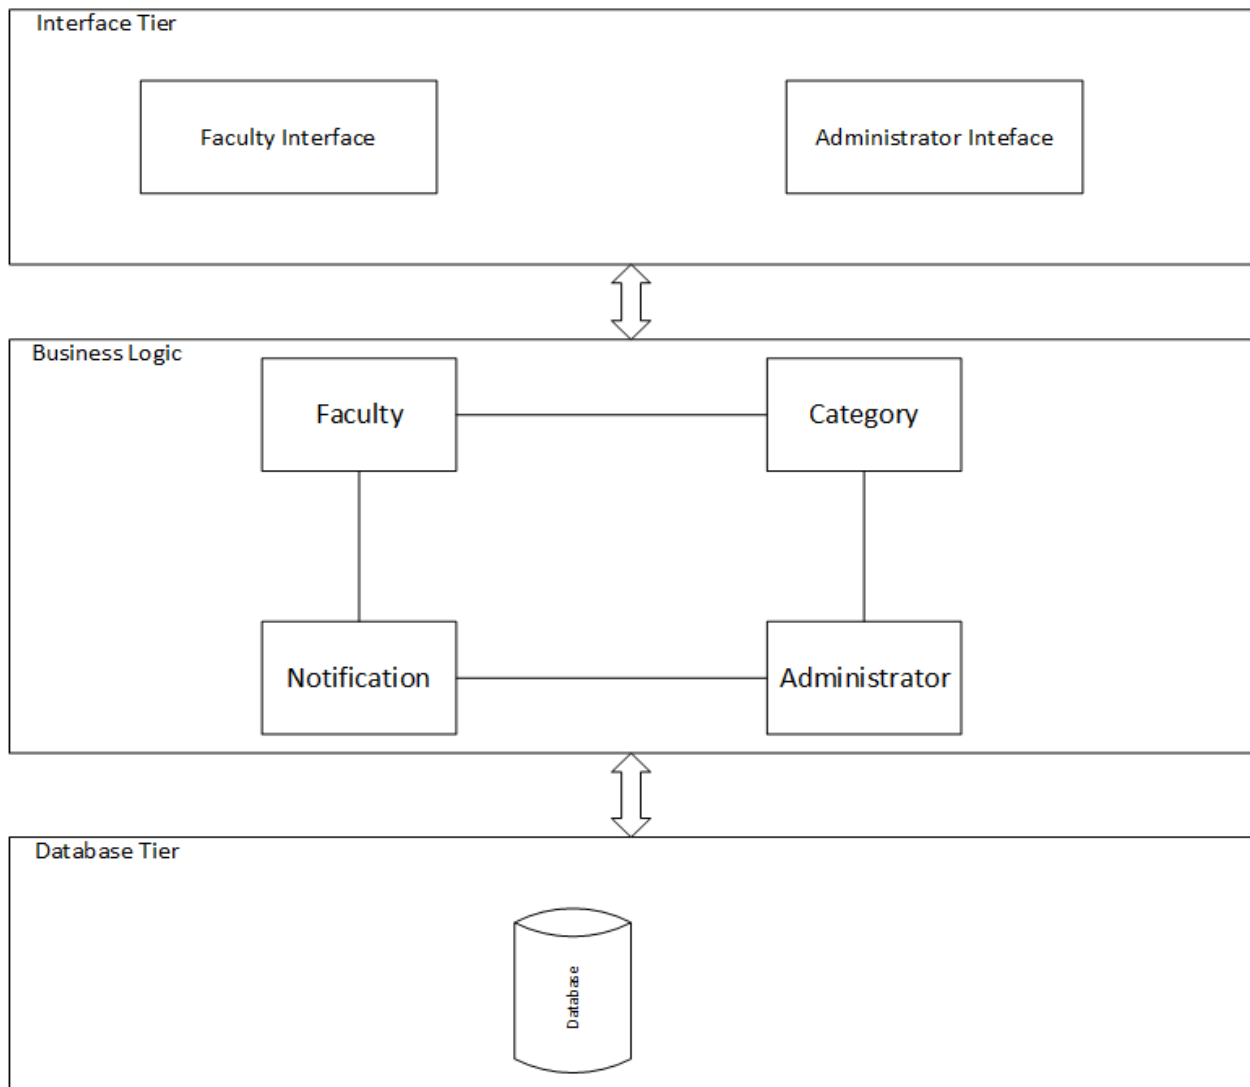 Interface Tier
Faculty Interface
Administrator Inteface
Business Logic
Faculty
Category
Notification
Administrator
Database Tier
Database